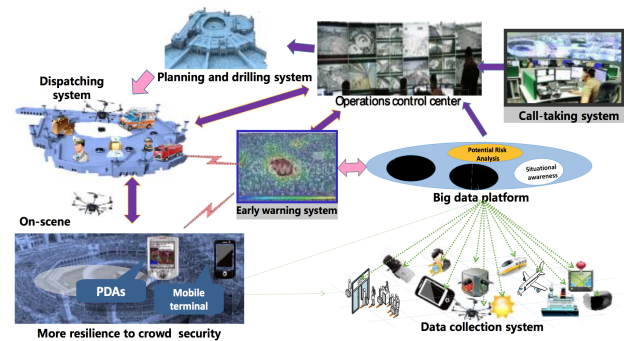 Planning and drilling system
Dispatching
system
Operations control center
Call-taking system
Potential Risk
Analysis
Situational
awareness
Early warning system
Big data platform
On-scene
PDAs
Mobile
terminal
More resilience to crowd security
Data collection system